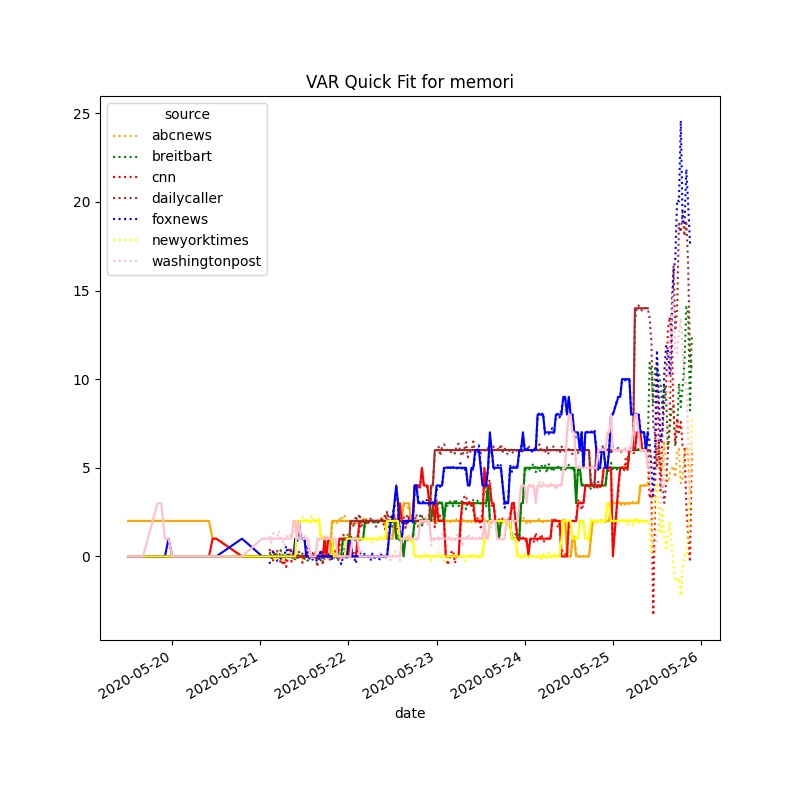 VAR Quick Fit for memori
source
abcnews
breitbart
cnn
dailycaller
foxnews
newyorktimes
washingtonpost
25
20
15
10
5
0
2020-05-20
2020-05-21
2020-05-22
2020-05-23
2020-05-24
2020-05-25
2020-05-26
date